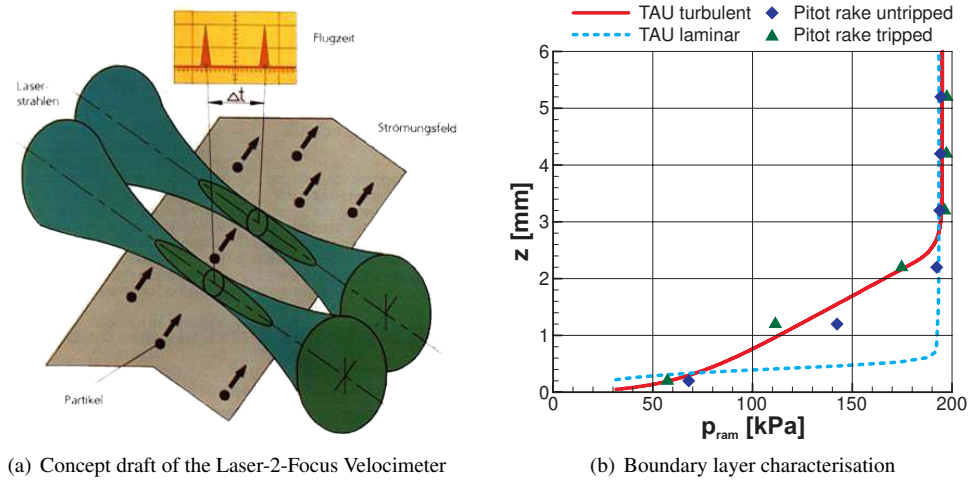 Flugzeit
Laser-
strahlen
Δt
Strömungsfeld
Partikel
(a) Concept draft of the Laser-2-Focus Velocimeter
TAU turbulent
TAU laminar
Pitot rake untripped
Pitot rake tripped
z [mm]
6
5
4
3
2
1
0
0
50
100
150
200
p_ram [kPa]
(b) Boundary layer characterisation